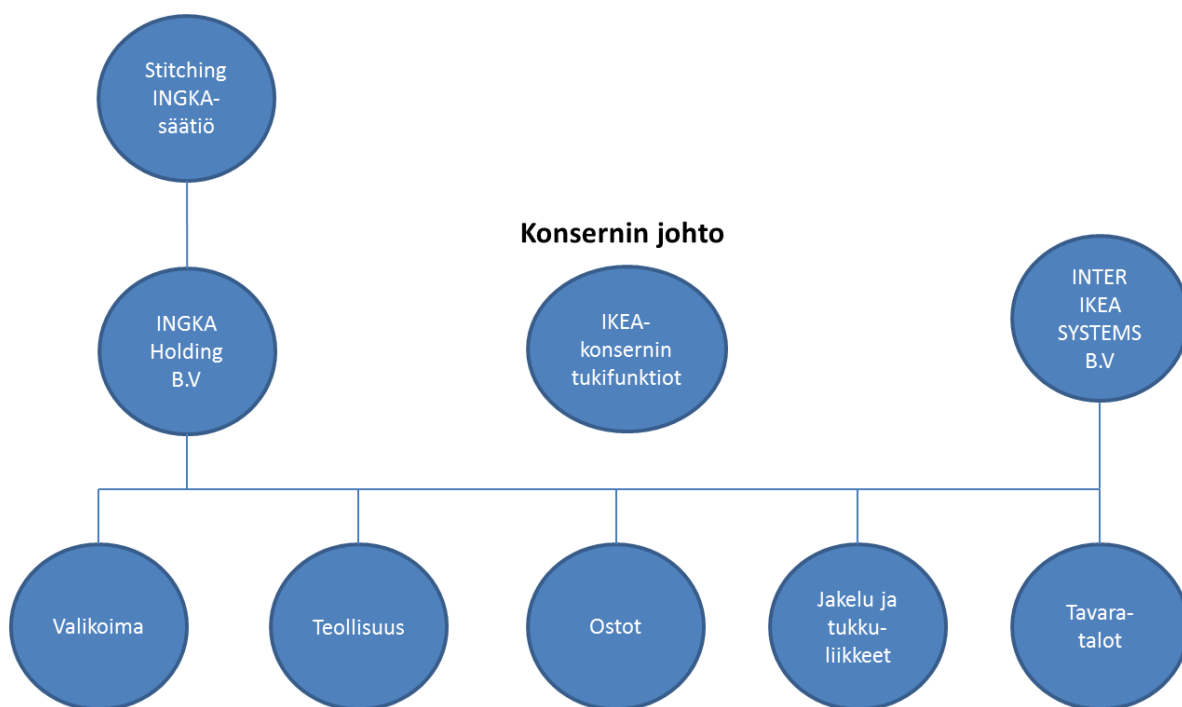 Stitching
INGKA-
säätiö
Konsernin johto
INGKA
Holding
B.V
IKEA-
konsernin
tukifunktiot
INTER
IKEA
SYSTEMS
B.V
Valikoima
Teollisuus
Ostot
Jakelu ja
tukku-
liikkeet
Tavara-
talot